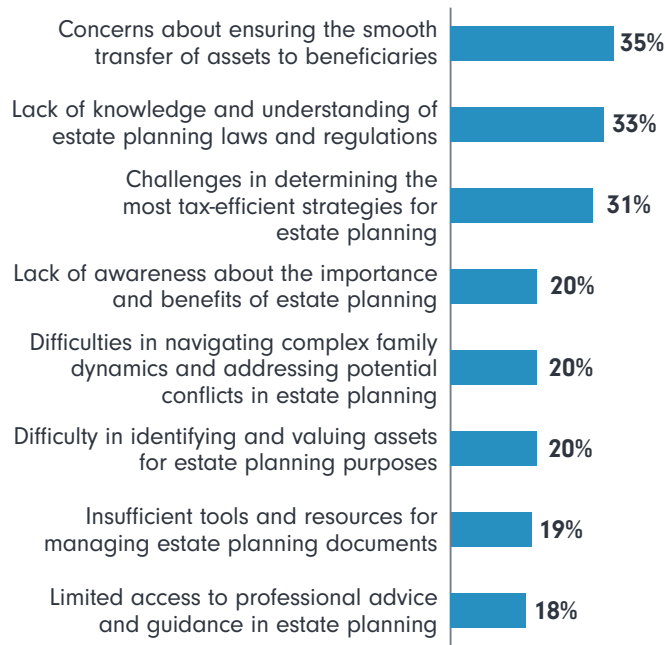 Concerns about ensuring the smooth
transfer of assets to beneficiaries
35%
Lack of knowledge and understanding of
estate planning laws and regulations
33%
Challenges in determining the
most tax-efficient strategies for
estate planning
31%
Lack of awareness about the importance
and benefits of estate planning
20%
Difficulties in navigating complex family
dynamics and addressing potential
conflicts in estate planning
20%
Difficulty in identifying and valuing assets
for estate planning purposes
20%
Insufficient tools and resources for
managing estate planning documents
19%
Limited access to professional advice
and guidance in estate planning
18%